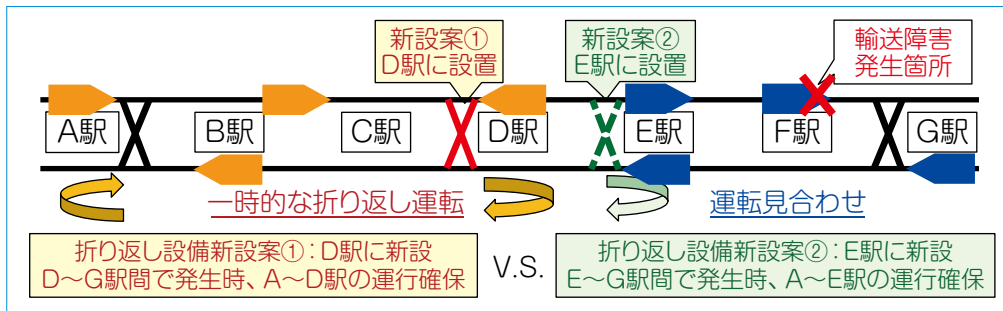 新設案①
D駅に設置
新設案②
E駅に設置
輸送障害
発生箇所
A駅
B駅
C駅
D駅
E駅
F駅
G駅
一時的な折り返し運転
運転見合わせ
折り返し設備新設案①：D駅に新設
D～G駅間で発生時、A～D駅の運行確保
V.S.
折り返し設備新設案②：E駅に新設
E～G駅間で発生時、A～E駅の運行確保